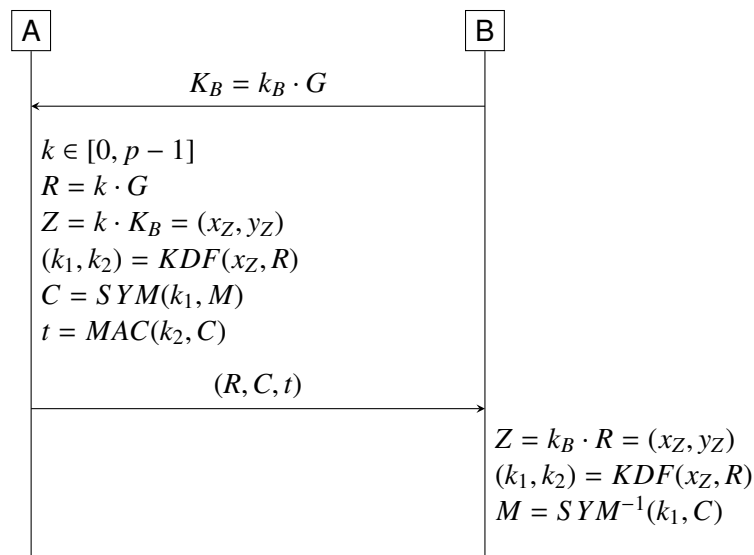 A
B
K_B = k_B · G
k ∈ [0, p − 1]
R = k · G
Z = k · K_B = (x_Z, y_Z)
(k_1, k_2) = KDF(x_Z, R)
C = SYM(k_1, M)
t = MAC(k_2, C)
(R, C, t)
Z = k_B · R = (x_Z, y_Z)
(k_1, k_2) = KDF(x_Z, R)
M = SYM^{−1}(k_1, C)